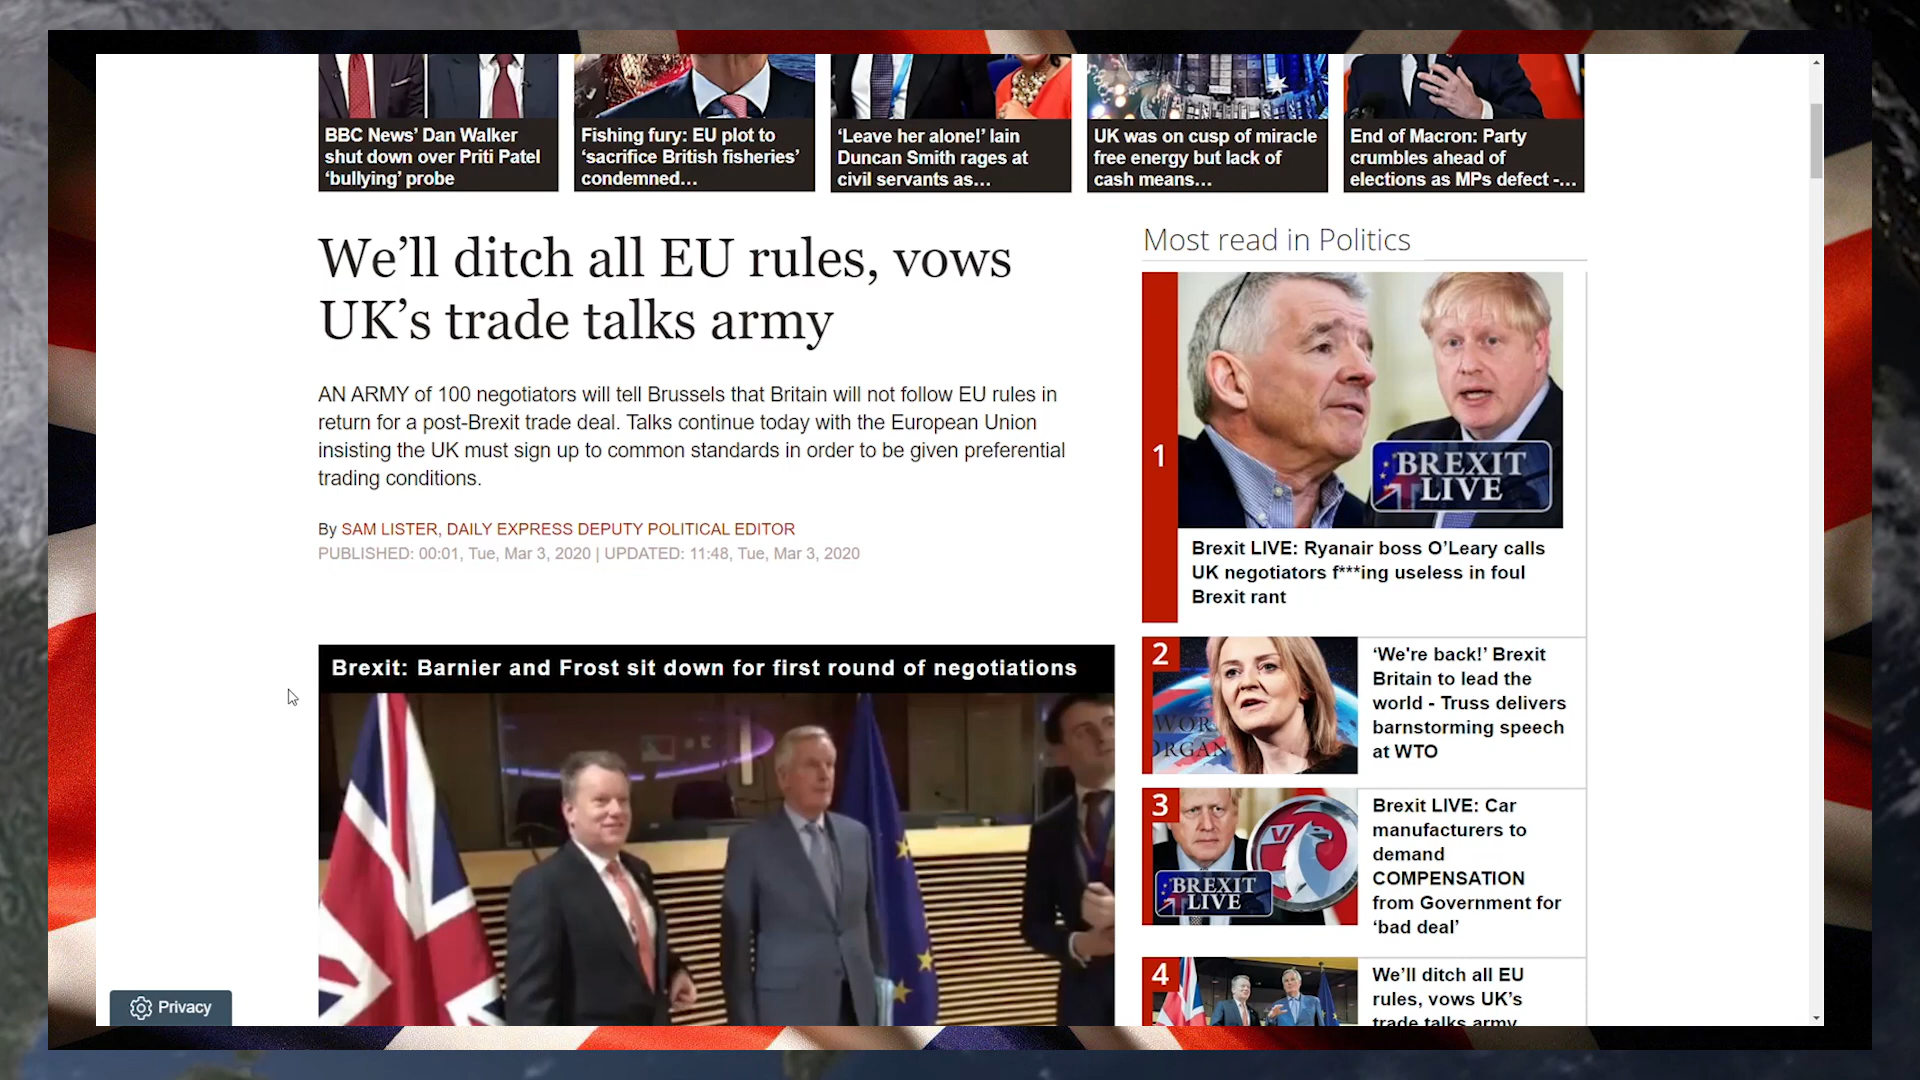 BBC News’ Dan Walker
shut down over Priti Patel
‘bullying’ probe
Fishing fury: EU plot to
‘sacrifice British fisheries’
condemned...
‘Leave her alone!’ Iain
Duncan Smith rages at
civil servants as...
UK was on cusp of miracle
free energy but lack of
cash means...
End of Macron: Party
crumbles ahead of
elections as MPs defect -...
We’ll ditch all EU rules, vows
UK’s trade talks army
AN ARMY of 100 negotiators will tell Brussels that Britain will not follow EU rules in
return for a post-Brexit trade deal. Talks continue today with the European Union
insisting the UK must sign up to common standards in order to be given preferential
trading conditions.
By SAM LISTER, DAILY EXPRESS DEPUTY POLITICAL EDITOR
PUBLISHED: 00:01, Tue, Mar 3, 2020 | UPDATED: 11:48, Tue, Mar 3, 2020
Brexit: Barnier and Frost sit down for first round of negotiations
Privacy
Most read in Politics
1
BREXIT
LIVE
Brexit LIVE: Ryanair boss O’Leary calls
UK negotiators f***ing useless in foul
Brexit rant
2
WOR
ORGAN
‘We're back!’ Brexit
Britain to lead the
world - Truss delivers
barnstorming speech
at WTO
3
BREXIT
LIVE
Brexit LIVE: Car
manufacturers to
demand
COMPENSATION
from Government for
‘bad deal’
4
We’ll ditch all EU
rules, vows UK’s
trade talks army